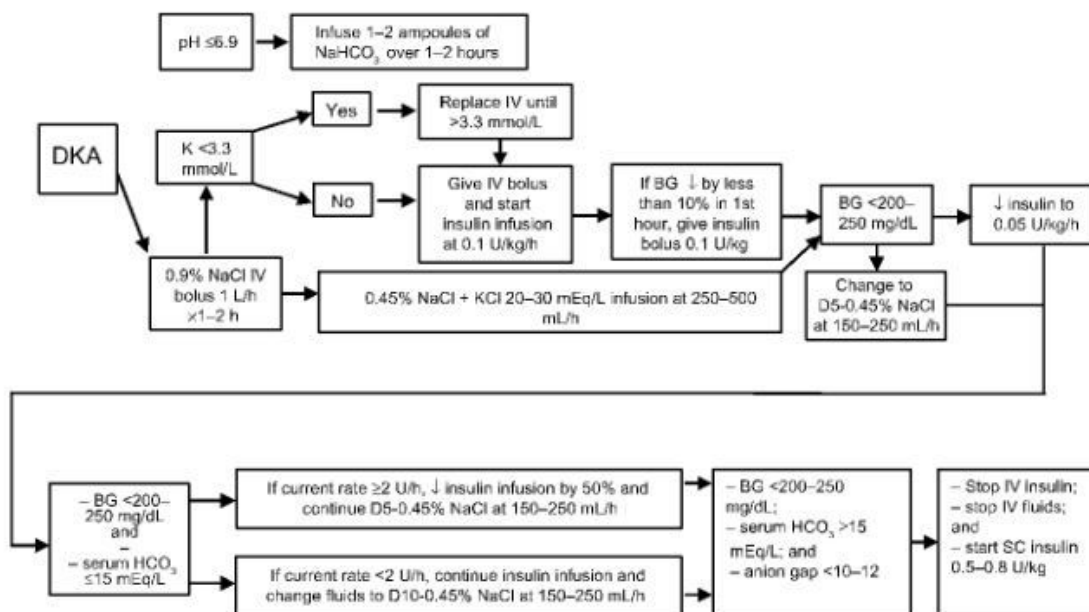 pH ≤6.9
Infuse 1–2 ampoules of
NaHCO₃ over 1–2 hours
DKA
K <3.3
mmol/L
Yes
Replace IV until
>3.3 mmol/L
No
Give IV bolus
and start
insulin infusion
at 0.1 U/kg/h
If BG ↓ by less
than 10% in 1st
hour, give insulin
bolus 0.1 U/kg
BG <200–
250 mg/dL
↓ insulin to
0.05 U/kg/h
0.9% NaCl IV
bolus 1 L/h
×1–2 h
0.45% NaCl + KCl 20–30 mEq/L infusion at 250–500
mL/h
Change to
D5-0.45% NaCl
at 150–250 mL/h
– BG <200–
250 mg/dL
and
–
– serum HCO₃
≤15 mEq/L
If current rate ≥2 U/h, ↓ insulin infusion by 50% and
continue D5-0.45% NaCl at 150–250 mL/h
If current rate <2 U/h, continue insulin infusion and
change fluids to D10-0.45% NaCl at 150–250 mL/h
– BG <200–250
mg/dL;
– serum HCO₃ >15
mEq/L; and
– anion gap <10–12
– Stop IV insulin;
– stop IV fluids;
and
– start SC insulin
0.5–0.8 U/kg